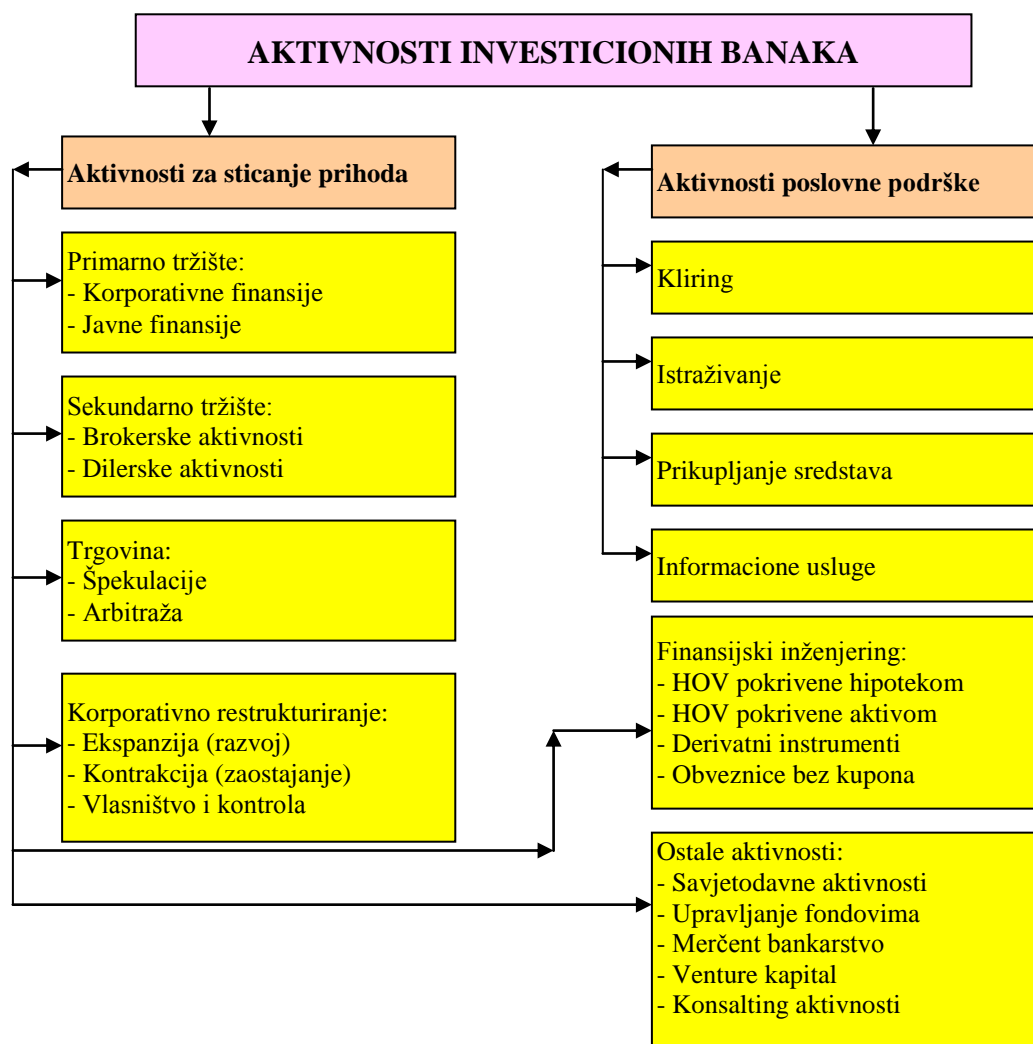 AKTIVNOSTI INVESTICIONIH BANAKA
Aktivnosti za sticanje prihoda
Primarno tržište:
- Korporativne finansije
- Javne finansije
Sekundarno tržište:
- Brokerske aktivnosti
- Dilerske aktivnosti
Trgovina:
- Špekulacije
- Arbitraža
Korporativno restrukturiranje:
- Ekspanzija (razvoj)
- Kontrakcija (zaostajanje)
- Vlasništvo i kontrola
Aktivnosti poslovne podrške
Kliring
Istraživanje
Prikupljanje sredstava
Informacione usluge
Finansijski inženjering:
- HOV pokrivene hipotekom
- HOV pokrivene aktivom
- Derivatni instrumenti
- Obveznice bez kupona
Ostale aktivnosti:
- Savjetodavne aktivnosti
- Upravljanje fondovima
- Merčent bankarstvo
- Venture kapital
- Konsalting aktivnosti